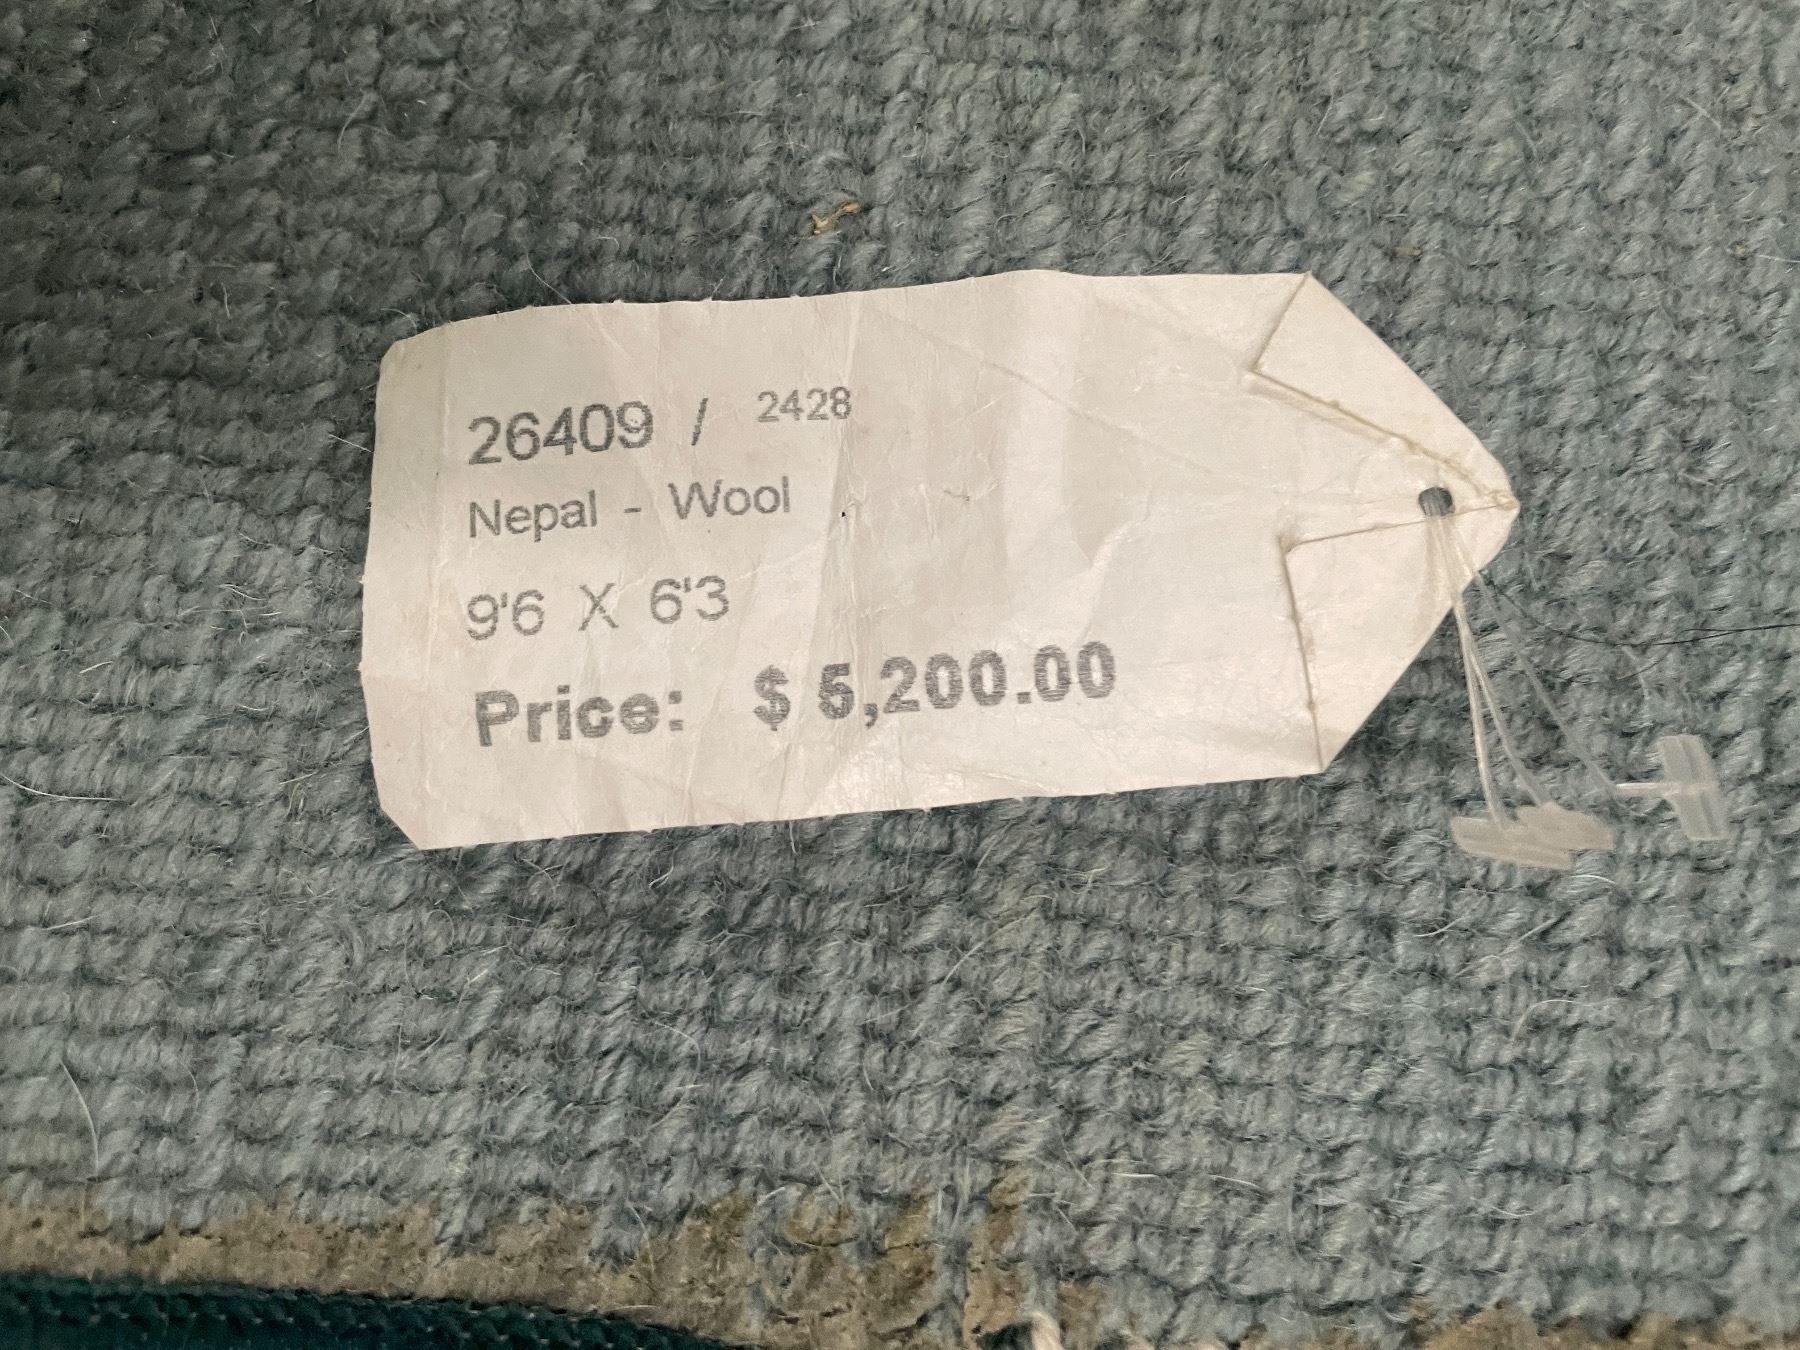 26409 / 2428
Nepal - Wool
9'6 X 6'3
Price: $ 5,200.00